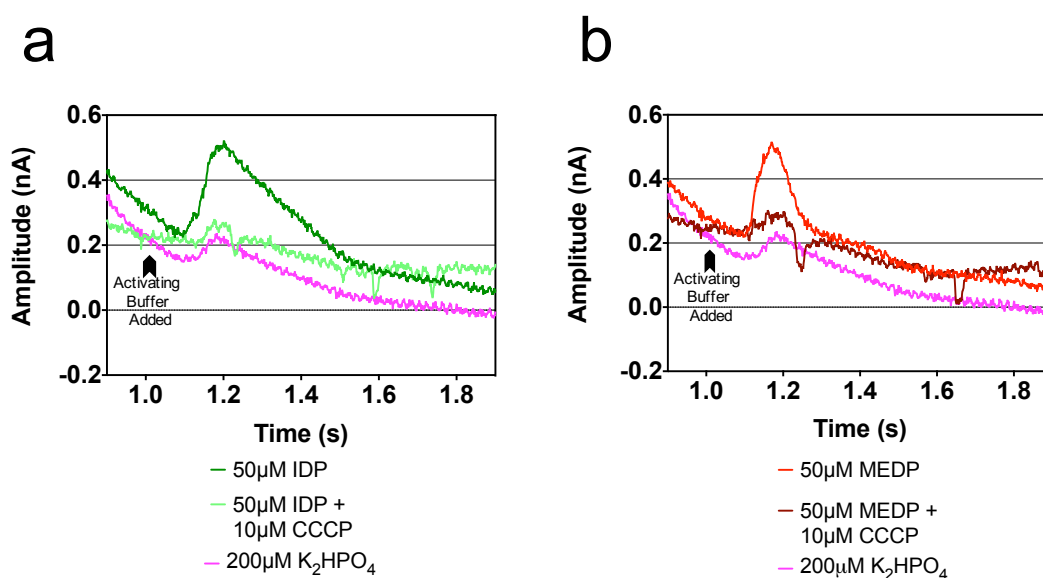 a
Amplitude (nA)
0.6
0.4
0.2
0.0
-0.2
Activating
Buffer
Added
1.0 1.2 1.4 1.6 1.8
Time (s)
50µM IDP
50µM IDP +
10µM CCCP
200µM K₂HPO₄
b
Amplitude (nA)
0.6
0.4
0.2
0.0
-0.2
Activating
Buffer
Added
1.0 1.2 1.4 1.6 1.8
Time (s)
50µM MEDP
50µM MEDP +
10µM CCCP
200µM K₂HPO₄